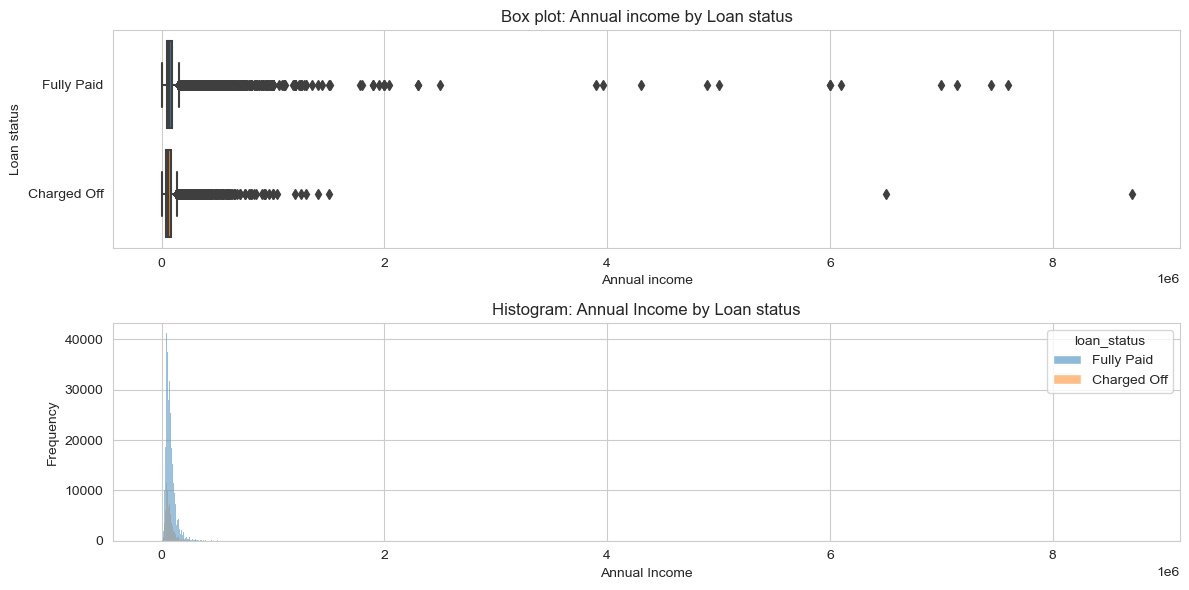 Box plot: Annual income by Loan status
Loan status
Fully Paid
Charged Off
0 2 4 6 8
1e6
Annual income
Histogram: Annual Income by Loan status
Frequency
40000
30000
20000
10000
0
loan_status
Fully Paid
Charged Off
0 2 4 6 8
1e6
Annual Income